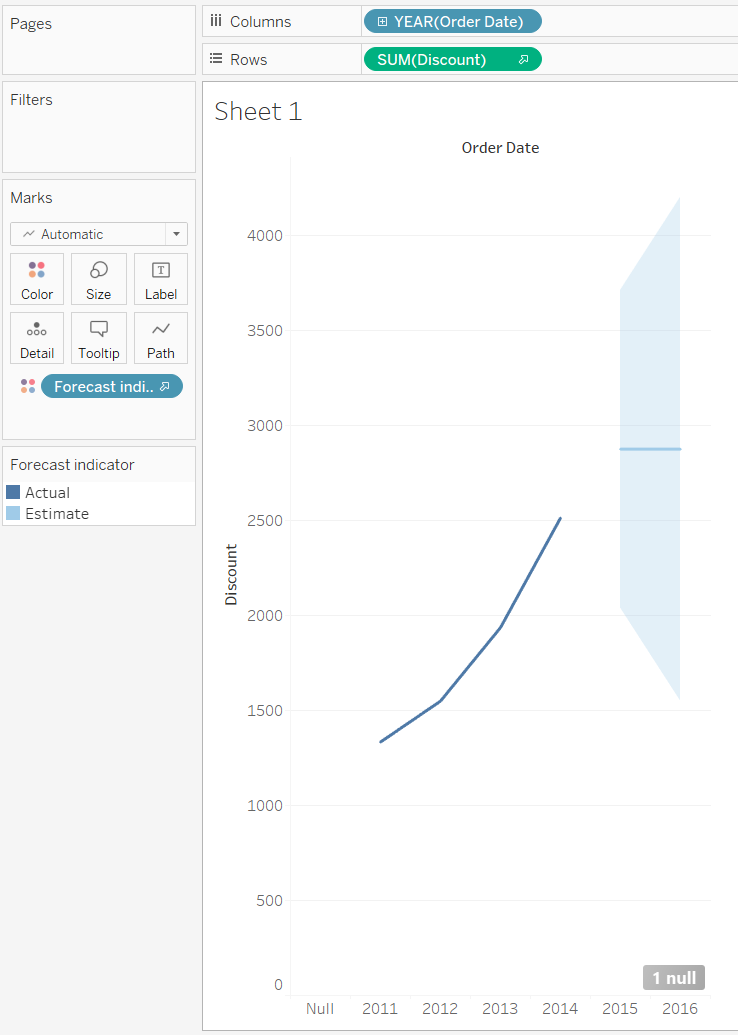 Pages
Columns
YEAR(Order Date)
Rows
SUM(Discount)
Filters
Marks
Automatic
Color
Size
Label
Detail
Tooltip
Path
Forecast indi..
Forecast indicator
Actual
Estimate
Sheet 1
Order Date
4000
3500
3000
2500
2000
1500
1000
500
0
Discount
1 null
Null 2011 2012 2013 2014 2015 2016